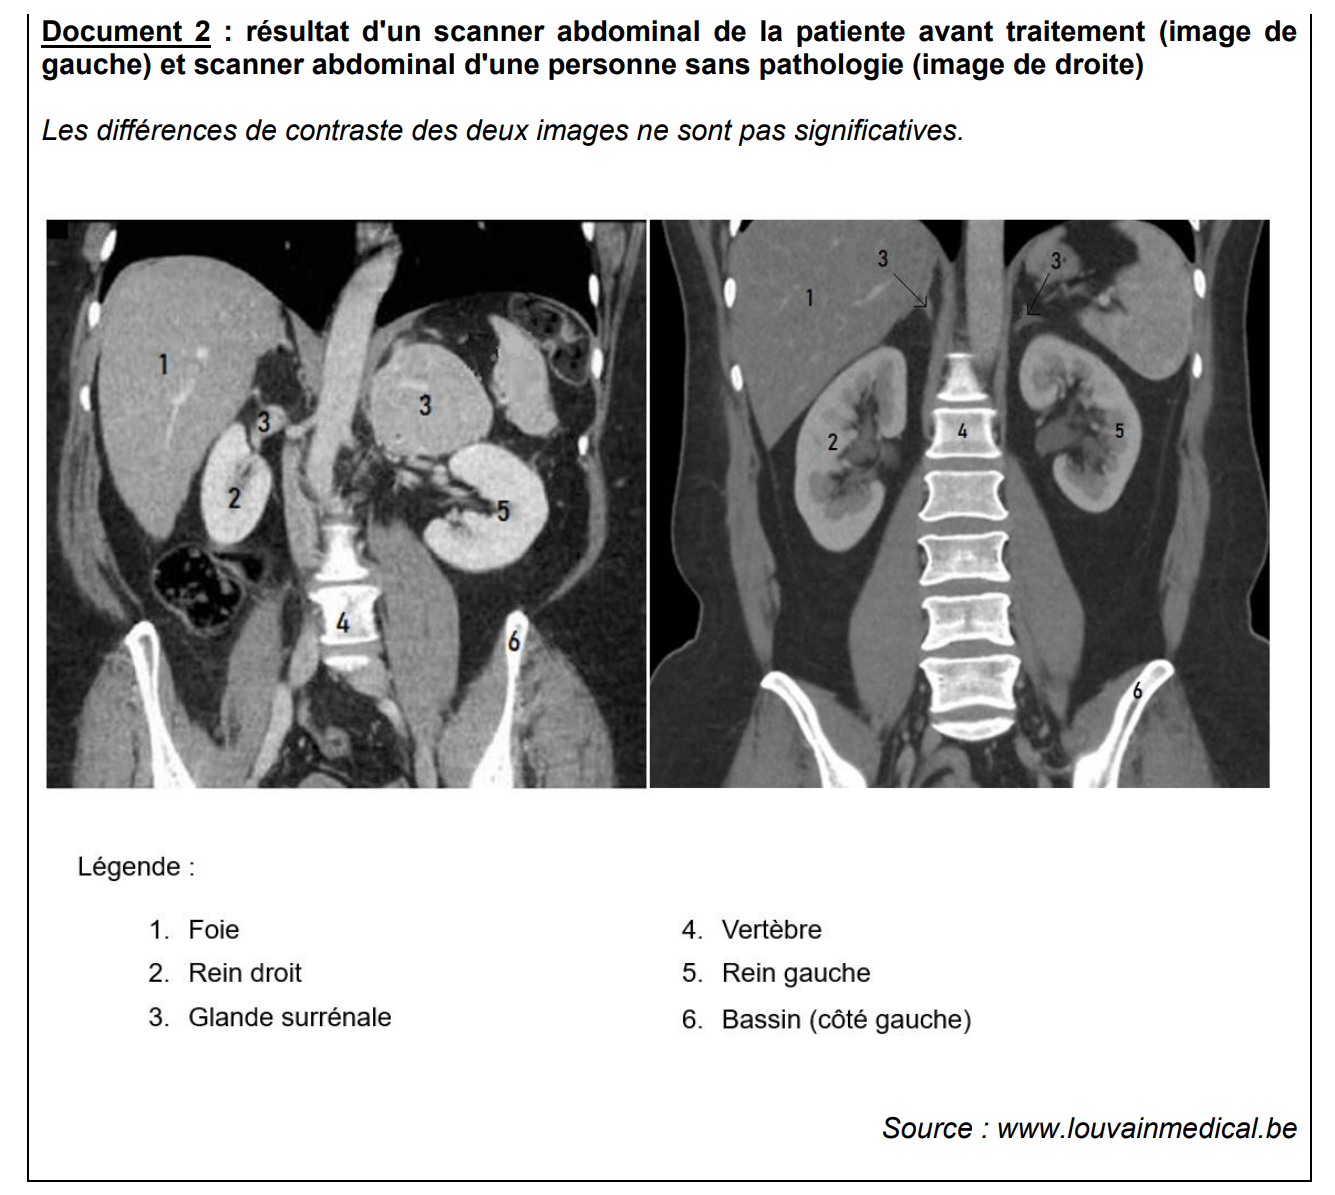 Document 2 : résultat d'un scanner abdominal de la patiente avant traitement (image de
gauche) et scanner abdominal d'une personne sans pathologie (image de droite)
Les différences de contraste des deux images ne sont pas significatives.
1
3
3
2
5
4
6
3
3
1
2
4
5
6
Légende :
1. Foie
2. Rein droit
3. Glande surrénale
4. Vertèbre
5. Rein gauche
6. Bassin (côté gauche)
Source : www.louvainmedical.be